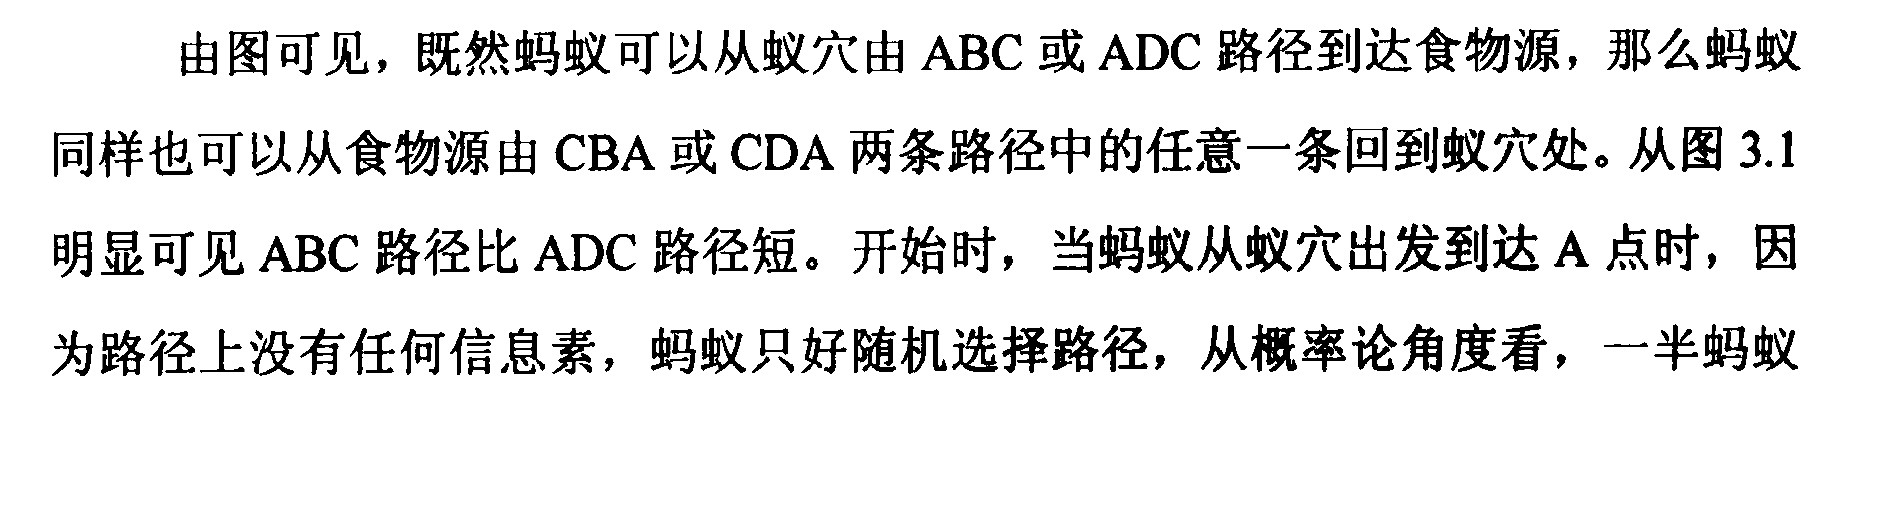 由图可见，既然蚂蚁可以从蚁穴由 ABC 或 ADC 路径到达食物源，那么蚂蚁
同样也可以从食物源由 CBA 或 CDA 两条路径中的任意一条回到蚁穴处。从图 3.1
明显可见 ABC 路径比 ADC 路径短。开始时，当蚂蚁从蚁穴出发到达 A 点时，因
为路径上没有任何信息素，蚂蚁只好随机选择路径，从概率论角度看，一半蚂蚁